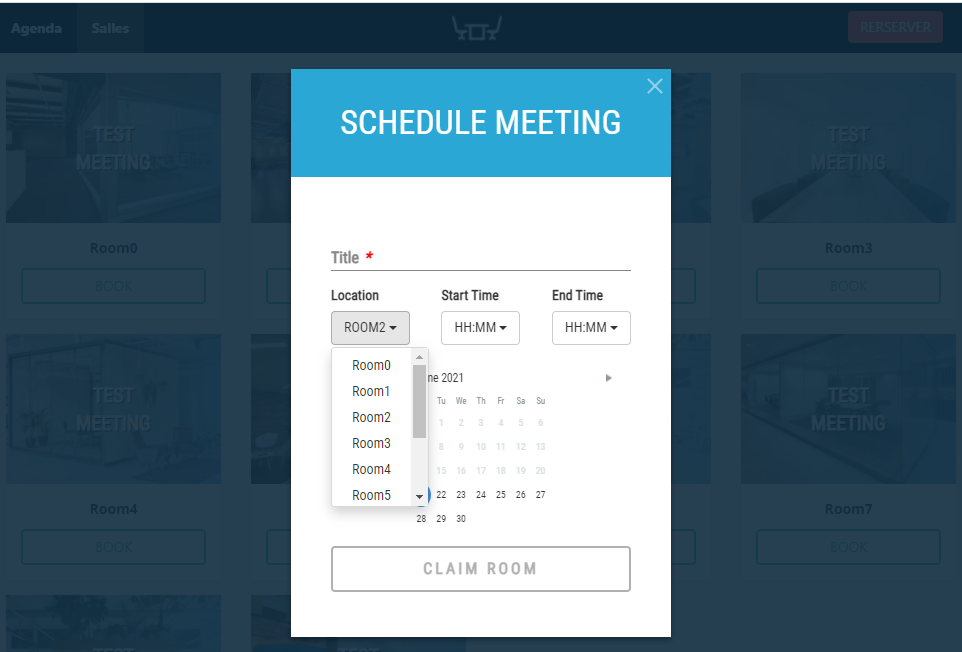 Agenda Salles RERSERVER
SCHEDULE MEETING
Title *
Location Start Time End Time
ROOM2 HH:MM HH:MM
Room0
Room1
Room2
Room3
Room4
Room5
ne 2021
Tu We Th Fr Sa Su
1 2 3 4 5 6
8 9 10 11 12 13
15 16 17 18 19 20
22 23 24 25 26 27
28 29 30
CLAIM ROOM
TEST
MEETING
Room0
BOOK
TEST
MEETING
Room3
BOOK
TEST
MEETING
Room4
BOOK
TEST
MEETING
Room7
BOOK
TEST
TEST